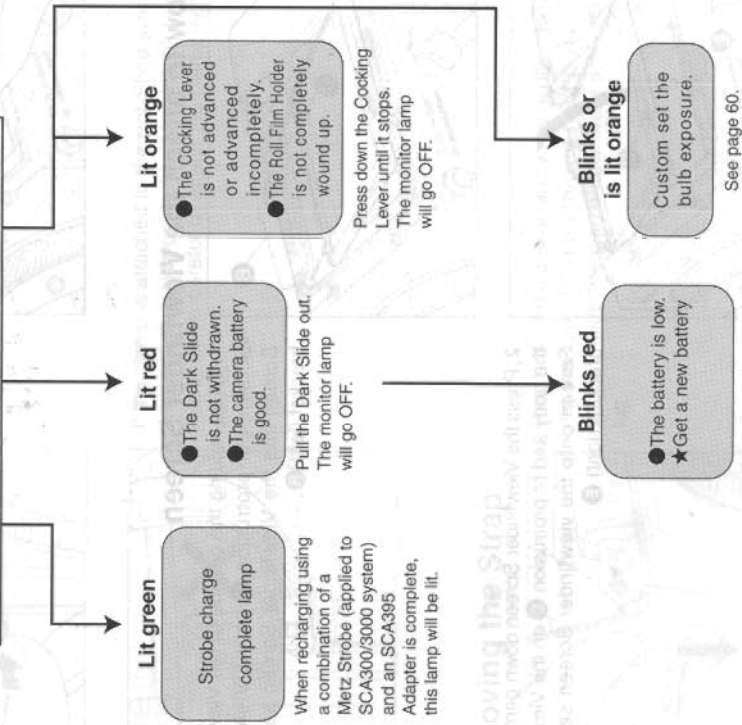 Lit green
Strobe charge
complete lamp
When recharging using
a combination of a
Metz Strobe (applied to
SCA300/3000 system)
and an SCA395
Adapter is complete,
this lamp will be lit.
Lit red
●The Dark Slide
is not withdrawn.
●The camera battery
is good.
Pull the Dark Slide out.
The monitor lamp
will go OFF.
Blinks red
●The battery is low.
★Get a new battery
Lit orange
●The Cocking Lever
is not advanced
or advanced
incompletely.
●The Roll Film Holder
is not completely
wound up.
Press down the Cocking
Lever until it stops.
The monitor lamp
will go OFF.
Blinks or
is lit orange
Custom set the
bulb exposure.
See page 60.